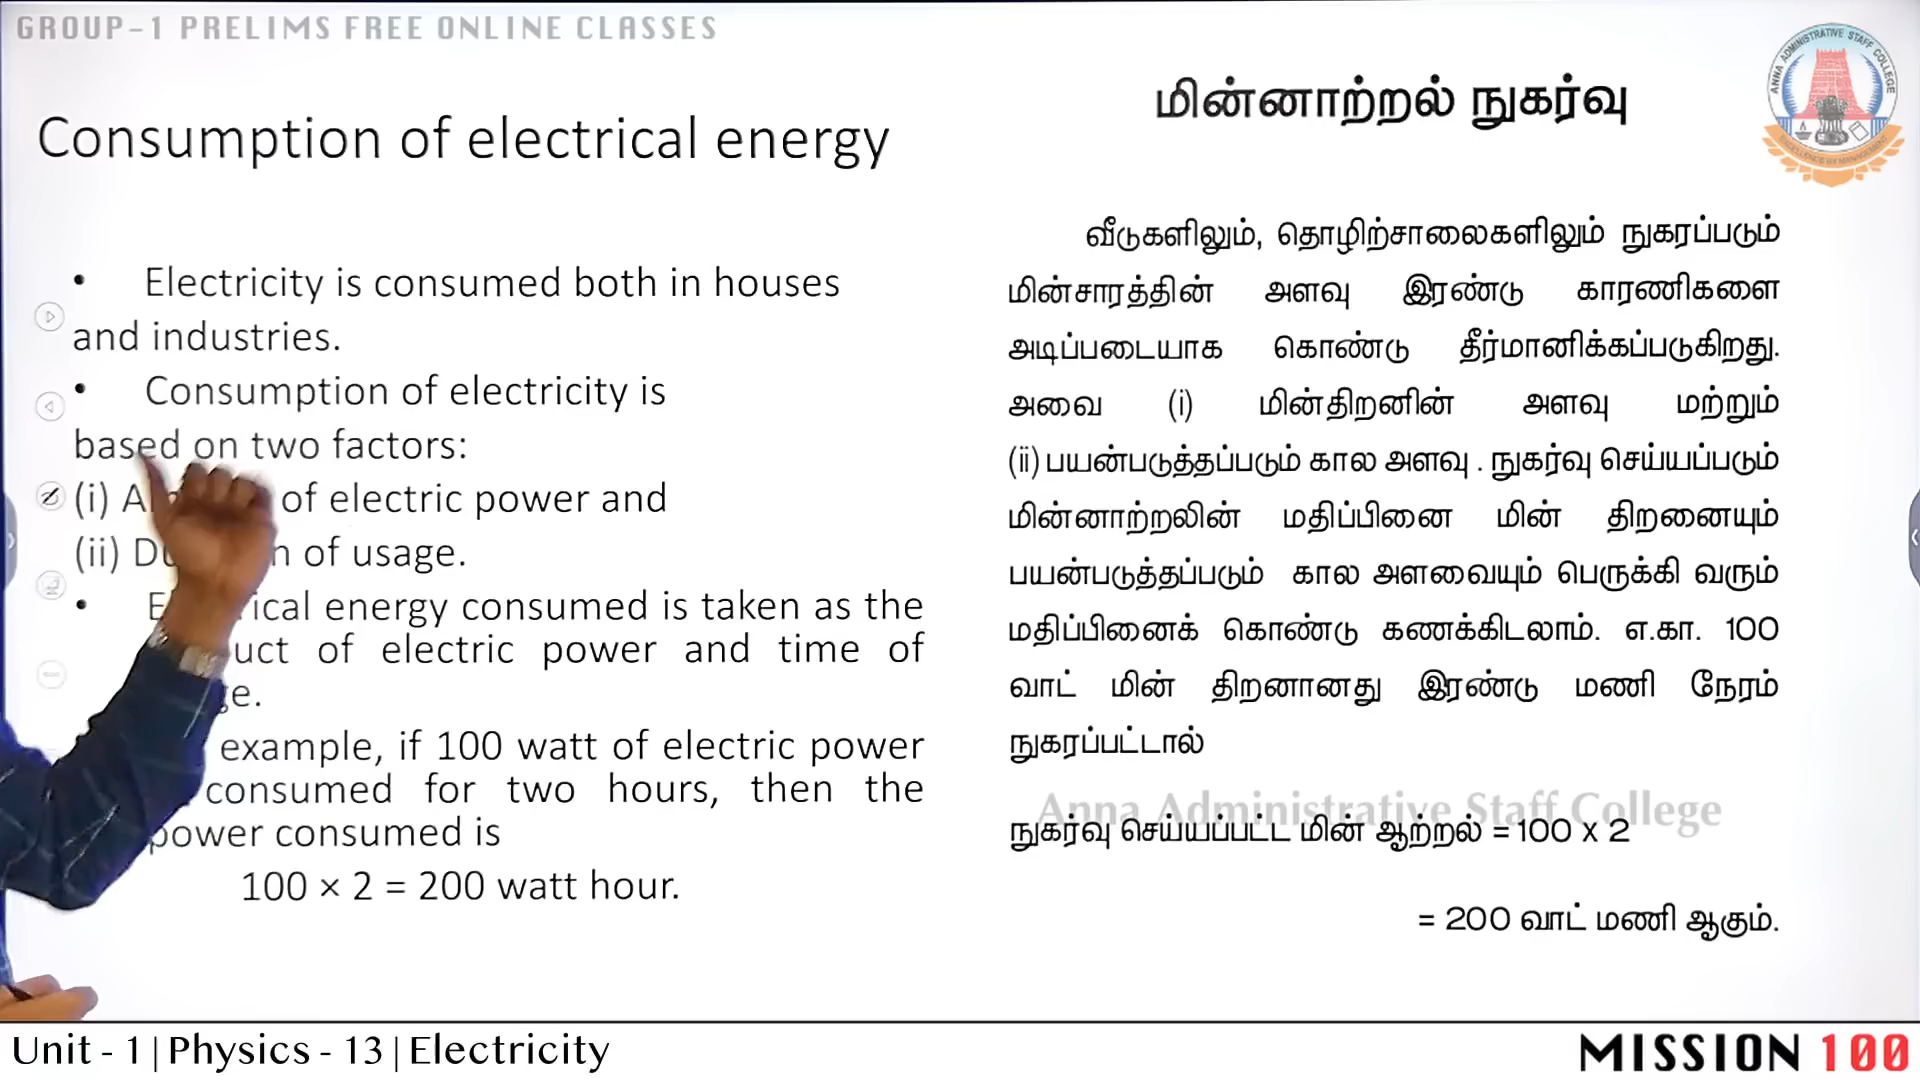 GROUP-1 PRELIMS FREE ONLINE CLASSES
Consumption of electrical energy
• Electricity is consumed both in houses
and industries.
• Consumption of electricity is
based on two factors:
(i) of electric power and
(ii) of usage.
• energy consumed is taken as the
of electric power and time of
example, if 100 watt of electric power
consumed for two hours, then the
power consumed is
100 × 2 = 200 watt hour.
மின்னாற்றல் நுகர்வு
வீடுகளிலும், தொழிற்சாலைகளிலும் நுகரப்படும்
மின்சாரத்தின் அளவு இரண்டு காரணிகளை
அடிப்படையாக கொண்டு தீர்மானிக்கப்படுகிறது.
அவை (i) மின்திறனின் அளவு மற்றும்
(ii) பயன்படுத்தப்படும் கால அளவு . நுகர்வு செய்யப்படும்
மின்னாற்றலின் மதிப்பினை மின் திறனையும்
பயன்படுத்தப்படும் கால அளவையும் பெருக்கி வரும்
மதிப்பினைக் கொண்டு கணக்கிடலாம். எ.கா. 100
வாட் மின் திறனானது இரண்டு மணி நேரம்
நுகரப்பட்டால்
Anna Administrative Staff College
நுகர்வு செய்யப்பட்ட மின் ஆற்றல் = 100 x 2
= 200 வாட் மணி ஆகும்.
ANNA ADMINISTRATIVE STAFF COLLEGE
EXCELLENCE IN MANAGEMENT
Unit - 1 | Physics - 13 | Electricity
MISSION 100